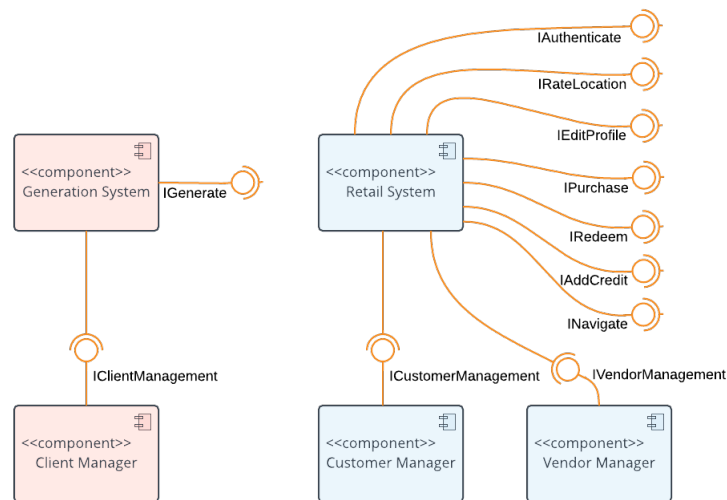 IAuthenticate
IRateLocation
IEditProfile
<<component>>
Generation System
IGenerate
<<component>>
Retail System
IPurchase
IRedeem
IAddCredit
INavigate
IClientManagement
ICustomerManagement
IVendorManagement
<<component>>
Client Manager
<<component>>
Customer Manager
<<component>>
Vendor Manager